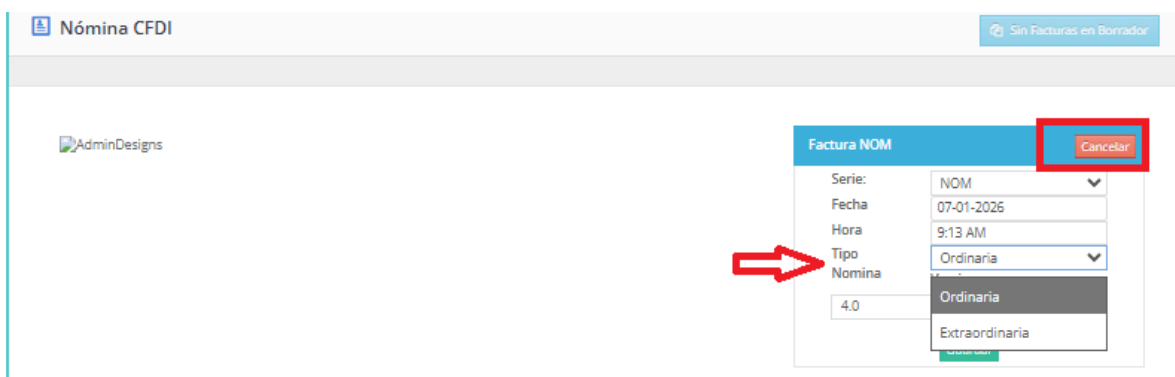 Nómina CFDI
Sin Facturas en Borrador
AdminDesigns
Factura NOM
Cancelar
Serie:
NOM
Fecha
07-01-2026
Hora
9:13 AM
Tipo Nomina
Ordinaria
4.0
Ordinaria
Extraordinaria